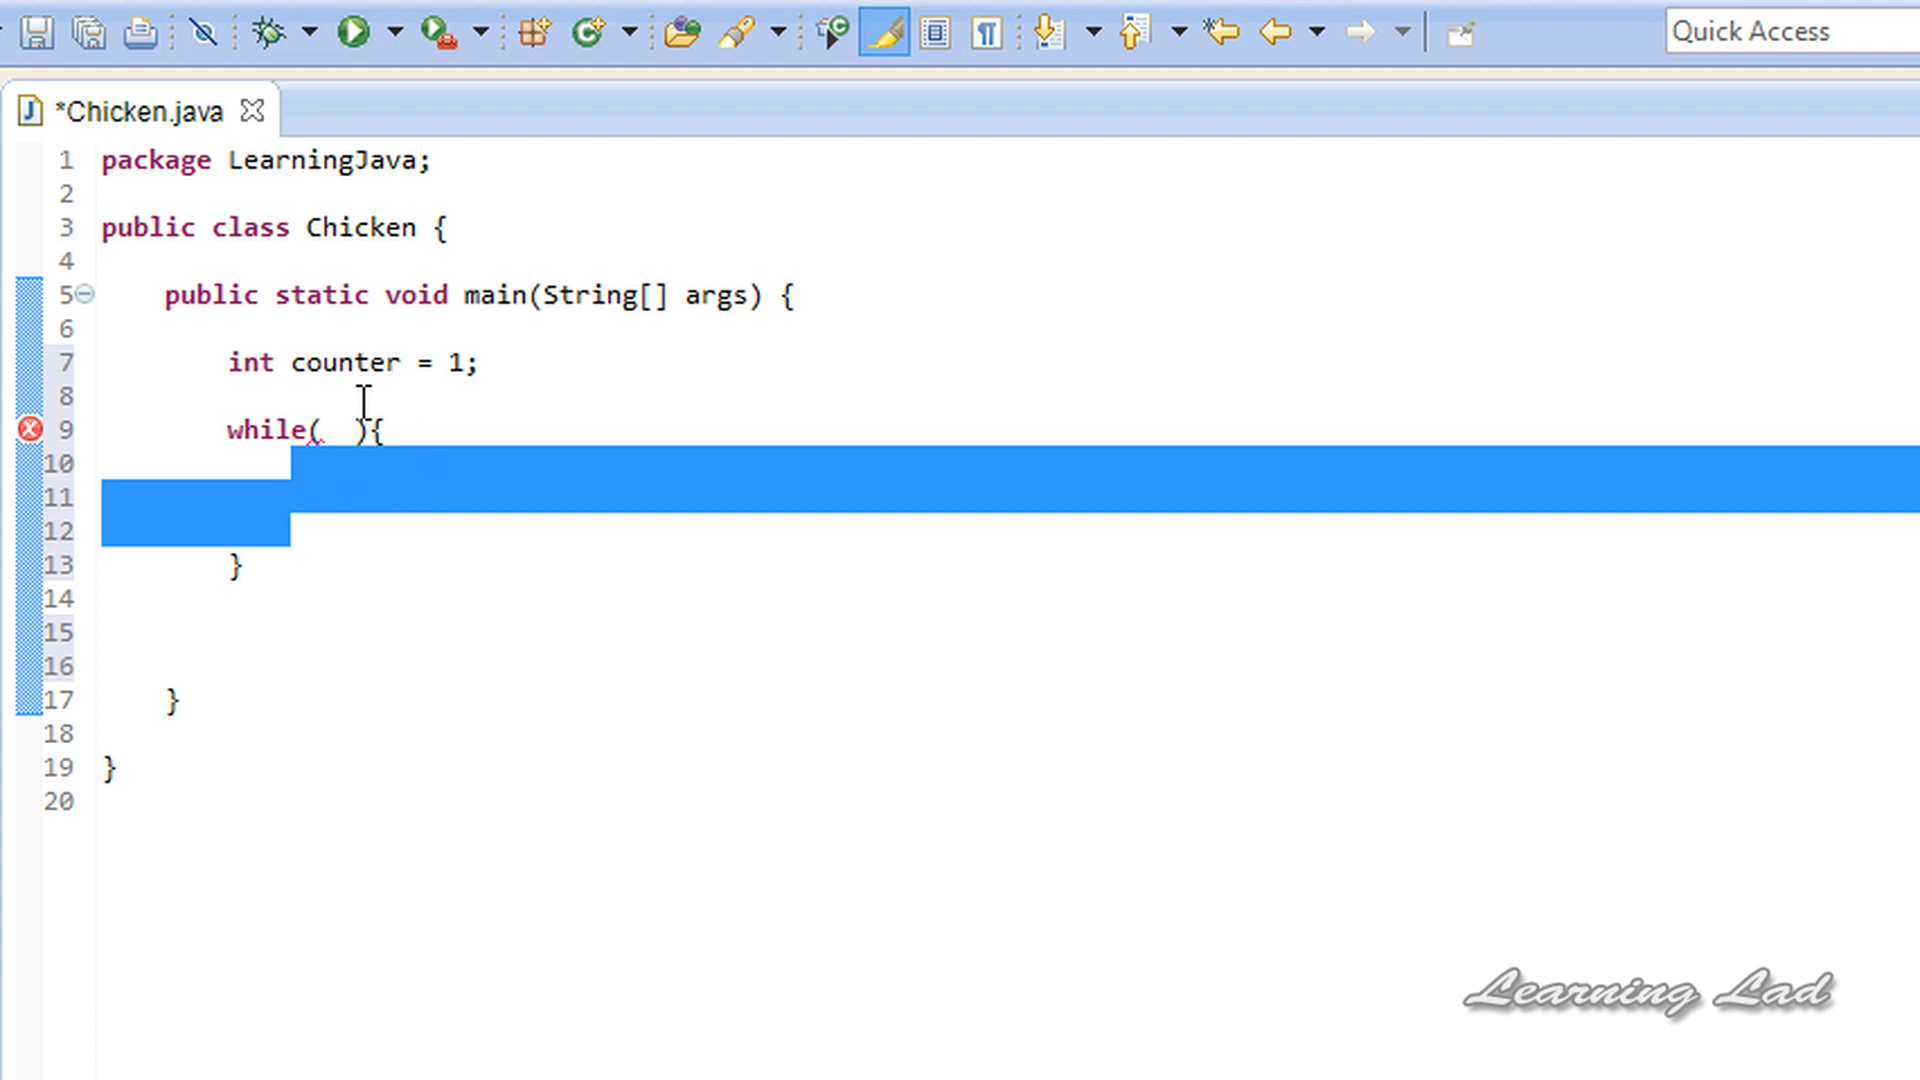 Quick Access
*Chicken.java
1 package LearningJava;
2
3 public class Chicken {
4
5 public static void main(String[] args) {
6
7 int counter = 1;
8
9 while( ){
10
11
12
13 }
14
15
16
17 }
18
19 }
20
Learning Lad